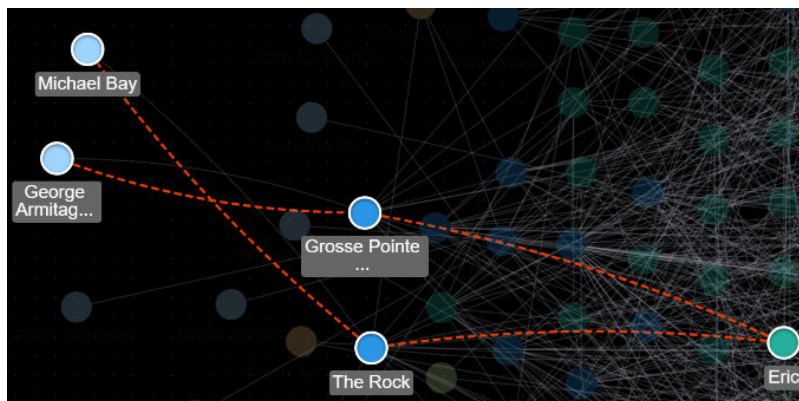 Michael Bay
George
Armitag...
Grosse Pointe
...
The Rock
Eric